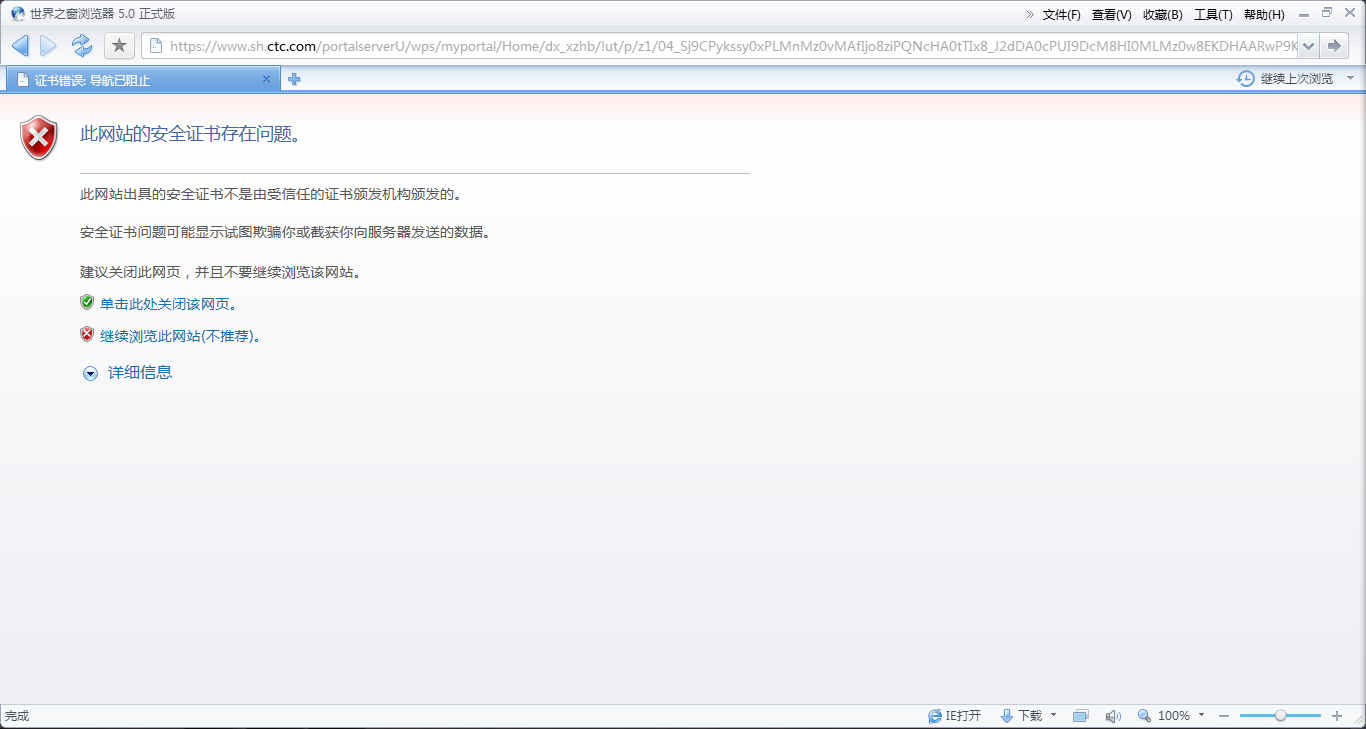 世界之窗浏览器 5.0 正式版
» 文件(F) 查看(V) 收藏(B) 工具(T) 帮助(H)
https://www.sh.ctc.com/portalserverU/wps/myportal/Home/dx_xzhb/!ut/p/z1/04_Sj9CPykssy0xPLMnMz0vMAfIjo8ziPQNcHA0tTIx8_J2dDA0cPUI9DcM8HI0MLMz0w8EKDHAARwP9K
证书错误: 导航已阻止
继续上次浏览
此网站的安全证书存在问题。
此网站出具的安全证书不是由受信任的证书颁发机构颁发的。
安全证书问题可能显示试图欺骗你或截获你向服务器发送的数据。
建议关闭此网页，并且不要继续浏览该网站。
单击此处关闭该网页。
继续浏览此网站(不推荐)。
详细信息
完成
IE打开 下载 100%